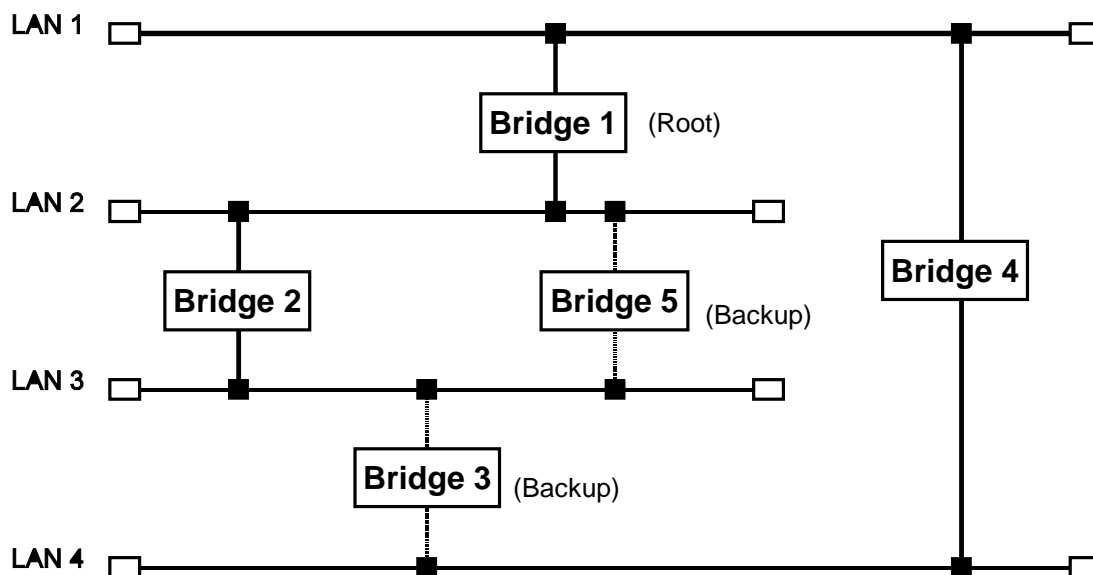 LAN 1
Bridge 1 (Root)
LAN 2
Bridge 2
Bridge 5 (Backup)
Bridge 4
LAN 3
Bridge 3 (Backup)
LAN 4